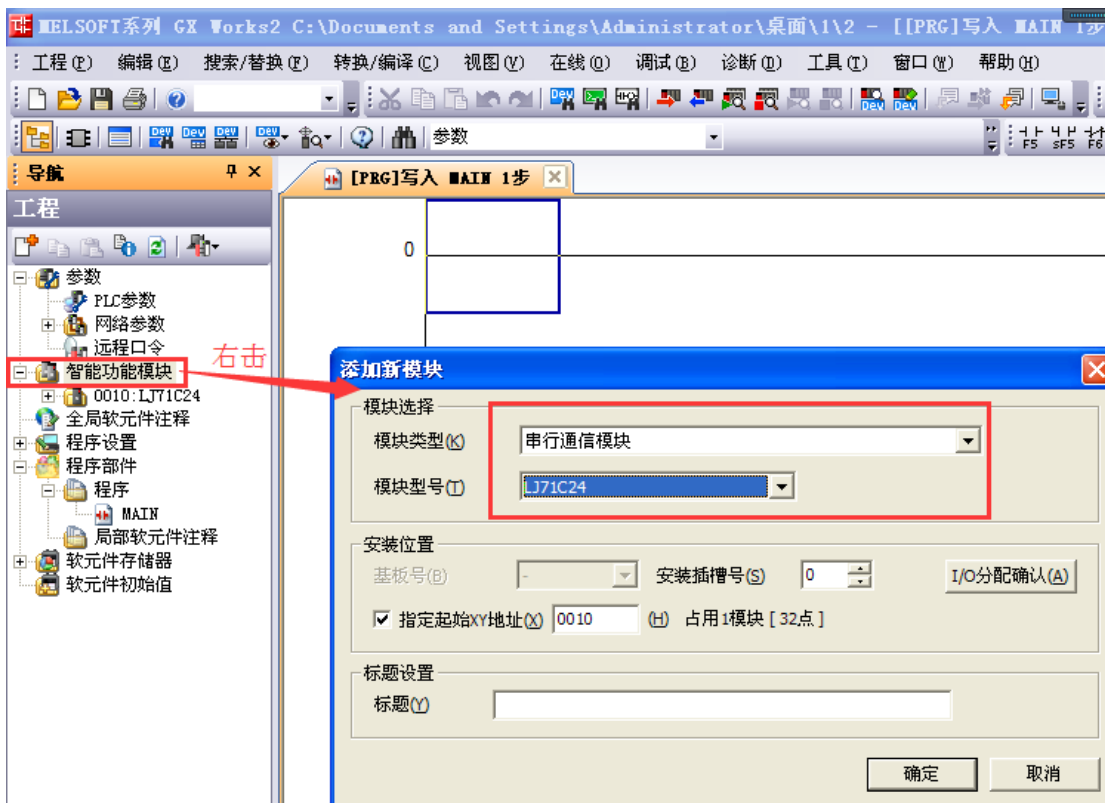 MELSOFT系列 GX Works2 C:\Documents and Settings\Administrator\桌面\1\2 - [[PRG]写入 MAIN 1步
工程(P) 编辑(E) 搜索/替换(F) 转换/编译(C) 视图(V) 在线(O) 调试(B) 诊断(D) 工具(T) 窗口(W) 帮助(H)
参数
F5 sF5 F6
导航
[PRG]写入 MAIN 1步
工程
0
参数
PLC参数
网络参数
远程口令
右击
智能功能模块
0010:LJ71C24
全局软元件注释
程序设置
程序部件
程序
MAIN
局部软元件注释
软元件存储器
软元件初始值
添加新模块
模块选择
模块类型(K) 串行通信模块
模块型号(T) LJ71C24
安装位置
基板号(B) - 安装插槽号(S) 0 I/O分配确认(A)
指定起始XY地址(X) 0010 (H) 占用1模块 [ 32点 ]
标题设置
标题(Y)
确定 取消